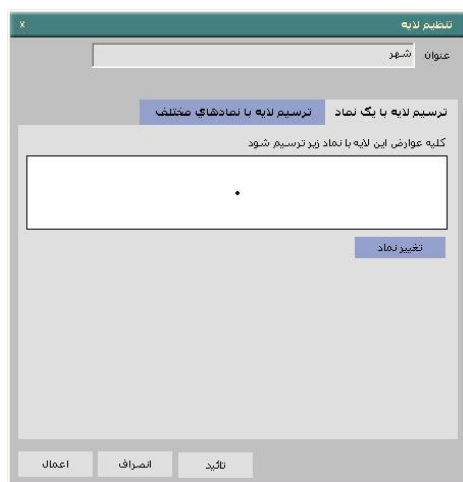 تنظیم لایه x
عنوان شهر
ترسیم لایه با یک نماد ترسیم لایه با نمادهاي مختلف
کلیه عوارض این لایه با نماد زیر ترسیم شود
تغییر نماد
تائید انصراف اعمال